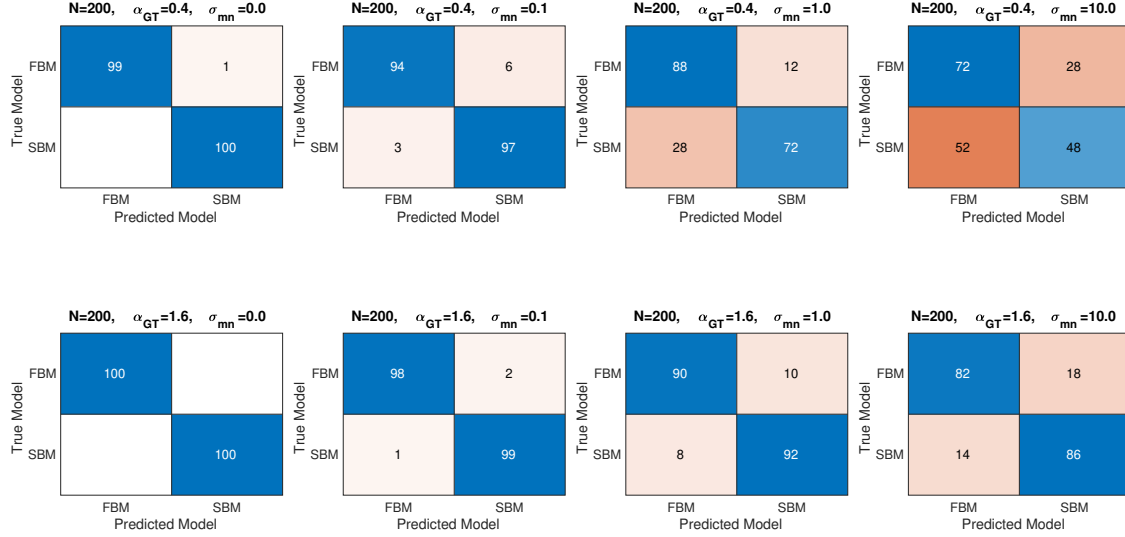 N=200, α_GT=0.4, σ_mn=0.0
True Model
FBM 99 1
SBM 100
FBM SBM
Predicted Model
N=200, α_GT=0.4, σ_mn=0.1
True Model
FBM 94 6
SBM 3 97
FBM SBM
Predicted Model
N=200, α_GT=0.4, σ_mn=1.0
True Model
FBM 88 12
SBM 28 72
FBM SBM
Predicted Model
N=200, α_GT=0.4, σ_mn=10.0
True Model
FBM 72 28
SBM 52 48
FBM SBM
Predicted Model
N=200, α_GT=1.6, σ_mn=0.0
True Model
FBM 100
SBM 100
FBM SBM
Predicted Model
N=200, α_GT=1.6, σ_mn=0.1
True Model
FBM 98 2
SBM 1 99
FBM SBM
Predicted Model
N=200, α_GT=1.6, σ_mn=1.0
True Model
FBM 90 10
SBM 8 92
FBM SBM
Predicted Model
N=200, α_GT=1.6, σ_mn=10.0
True Model
FBM 82 18
SBM 14 86
FBM SBM
Predicted Model